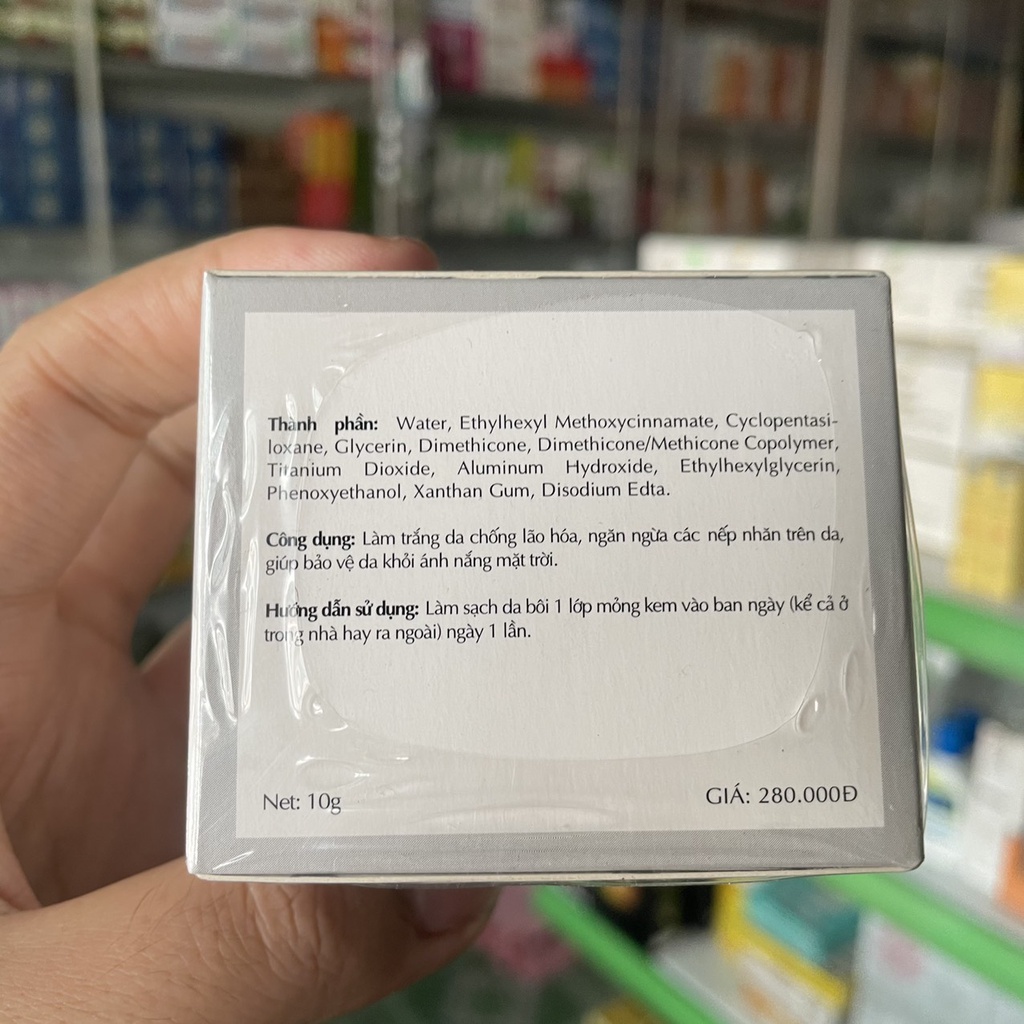 Thành phần: Water, Ethylhexyl Methoxycinnamate, Cyclopentasi-
loxane, Glycerin, Dimethicone, Dimethicone/Methicone Copolymer,
Titanium Dioxide, Aluminum Hydroxide, Ethylhexylglycerin,
Phenoxyethanol, Xanthan Gum, Disodium Edta.
Công dụng: Làm trắng da chống lão hóa, ngăn ngừa các nếp nhăn trên da,
giúp bảo vệ da khỏi ánh nắng mặt trời.
Hướng dẫn sử dụng: Làm sạch da bôi 1 lớp mỏng kem vào ban ngày (kể cả ở
trong nhà hay ra ngoài) ngày 1 lần.
Net: 10g
GIÁ: 280.000Đ